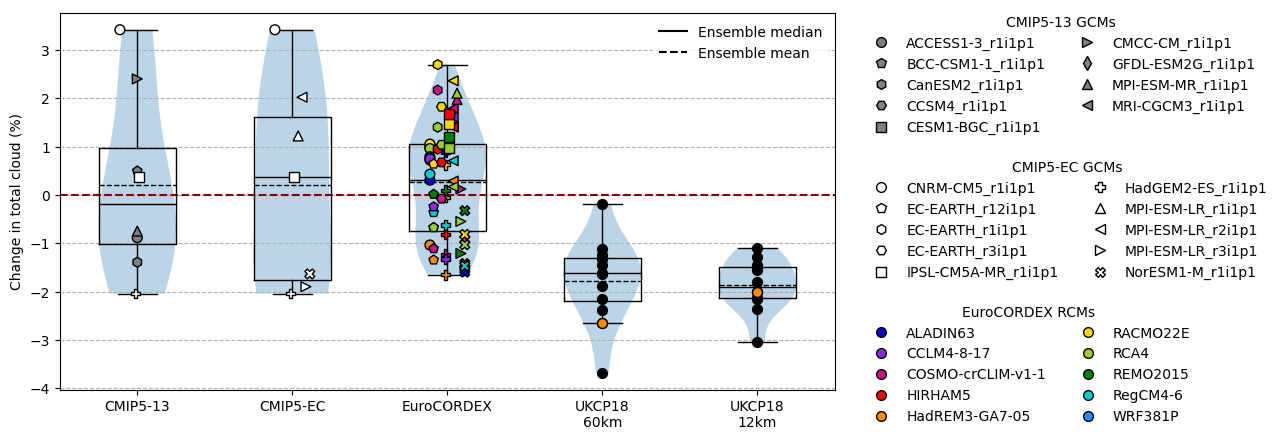 Change in total cloud (%)
3
2
1
0
−1
−2
−3
−4
Ensemble median
Ensemble mean
CMIP5-13
CMIP5-EC
EuroCORDEX
UKCP18
60km
UKCP18
12km
CMIP5-13 GCMs
ACCESS1-3_r1i1p1
BCC-CSM1-1_r1i1p1
CanESM2_r1i1p1
CCSM4_r1i1p1
CESM1-BGC_r1i1p1
CMCC-CM_r1i1p1
GFDL-ESM2G_r1i1p1
MPI-ESM-MR_r1i1p1
MRI-CGCM3_r1i1p1
CMIP5-EC GCMs
CNRM-CM5_r1i1p1
EC-EARTH_r12i1p1
EC-EARTH_r1i1p1
EC-EARTH_r3i1p1
IPSL-CM5A-MR_r1i1p1
HadGEM2-ES_r1i1p1
MPI-ESM-LR_r1i1p1
MPI-ESM-LR_r2i1p1
MPI-ESM-LR_r3i1p1
NorESM1-M_r1i1p1
EuroCORDEX RCMs
ALADIN63
CCLM4-8-17
COSMO-crCLIM-v1-1
HIRHAM5
HadREM3-GA7-05
RACMO22E
RCA4
REMO2015
RegCM4-6
WRF381P